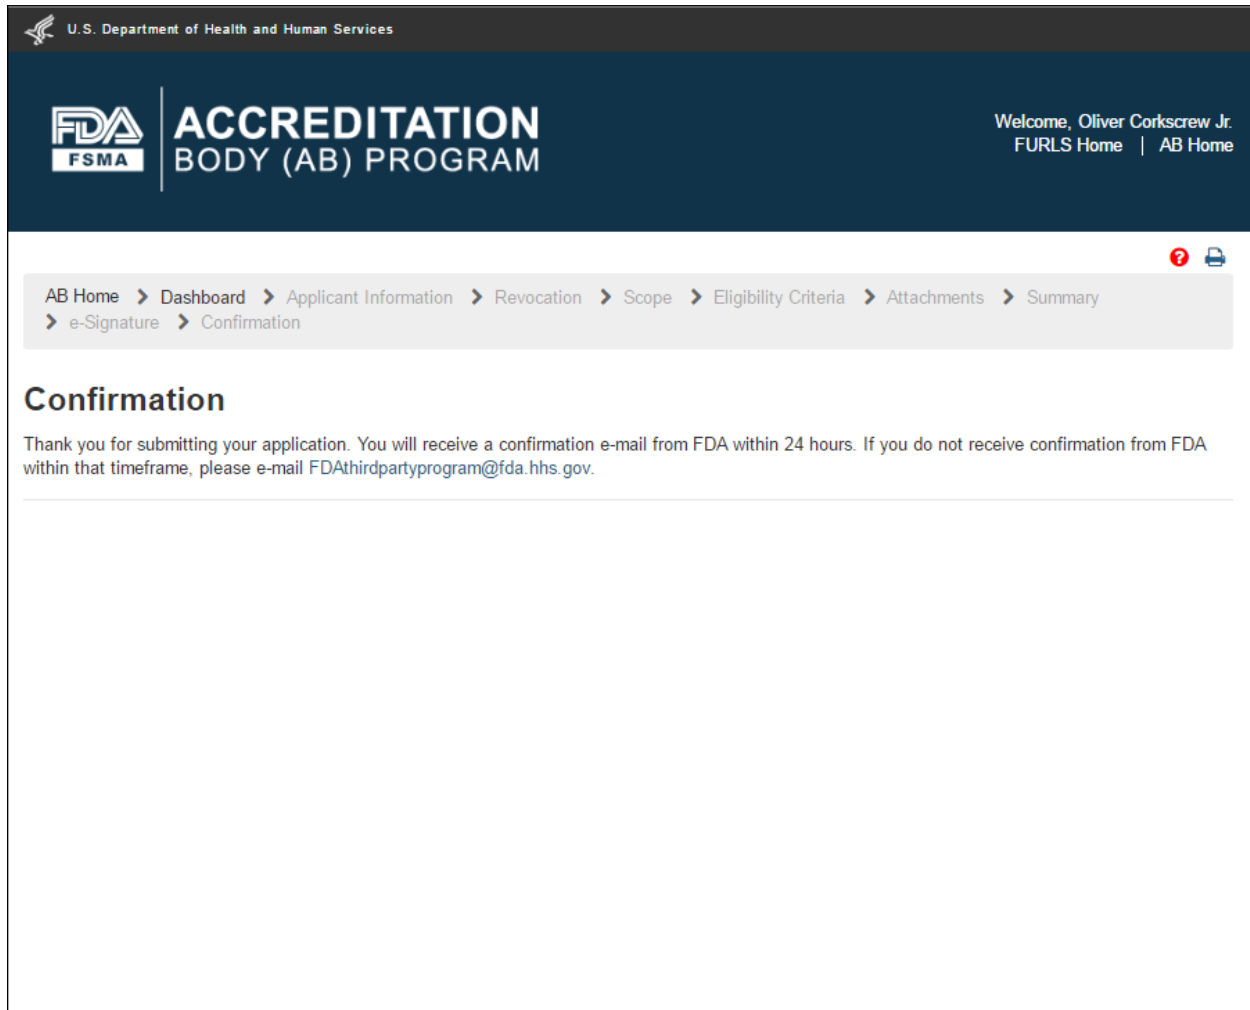 U.S. Department of Health and Human Services
FDA
FSMA
ACCREDITATION
BODY (AB) PROGRAM
Welcome, Oliver Corkscrew Jr.
FURLS Home | AB Home
AB Home > Dashboard > Applicant Information > Revocation > Scope > Eligibility Criteria > Attachments > Summary
> e-Signature > Confirmation
Confirmation
Thank you for submitting your application. You will receive a confirmation e-mail from FDA within 24 hours. If you do not receive confirmation from FDA
within that timeframe, please e-mail FDAthirdpartyprogram@fda.hhs.gov.